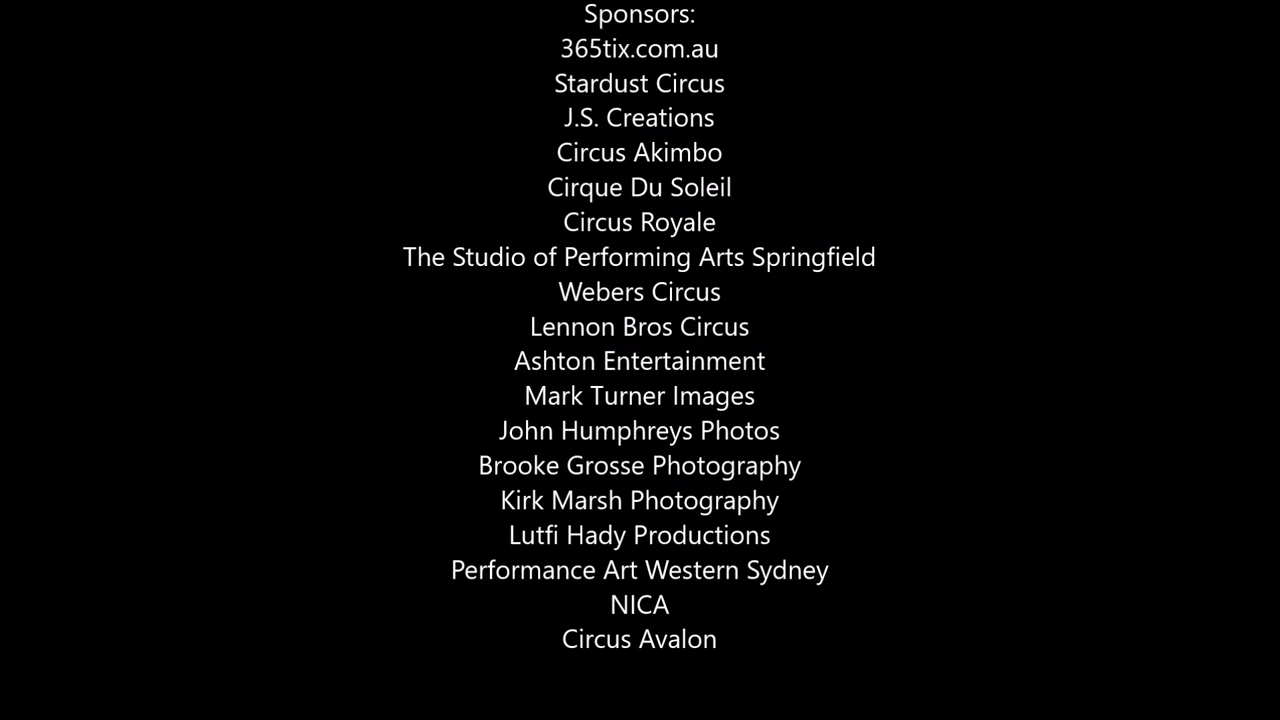 Sponsors:
365tix.com.au
Stardust Circus
J.S. Creations
Circus Akimbo
Cirque Du Soleil
Circus Royale
The Studio of Performing Arts Springfield
Webers Circus
Lennon Bros Circus
Ashton Entertainment
Mark Turner Images
John Humphreys Photos
Brooke Grosse Photography
Kirk Marsh Photography
Lutfi Hady Productions
Performance Art Western Sydney
NICA
Circus Avalon